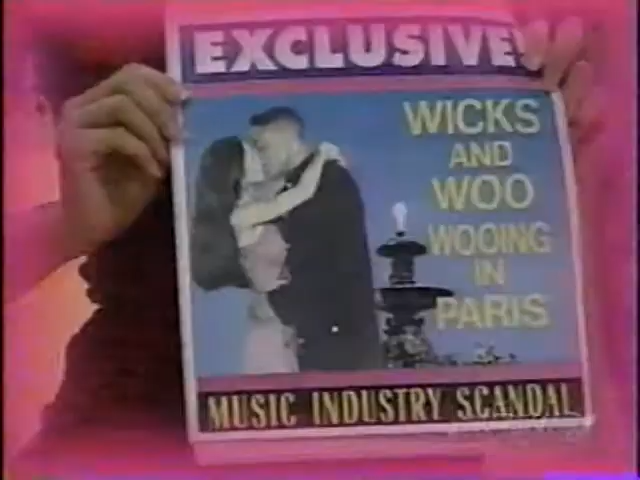 EXCLUSIVE!
WICKS
AND
WOO
WOOING
IN
PARIS
MUSIC INDUSTRY SCANDAL